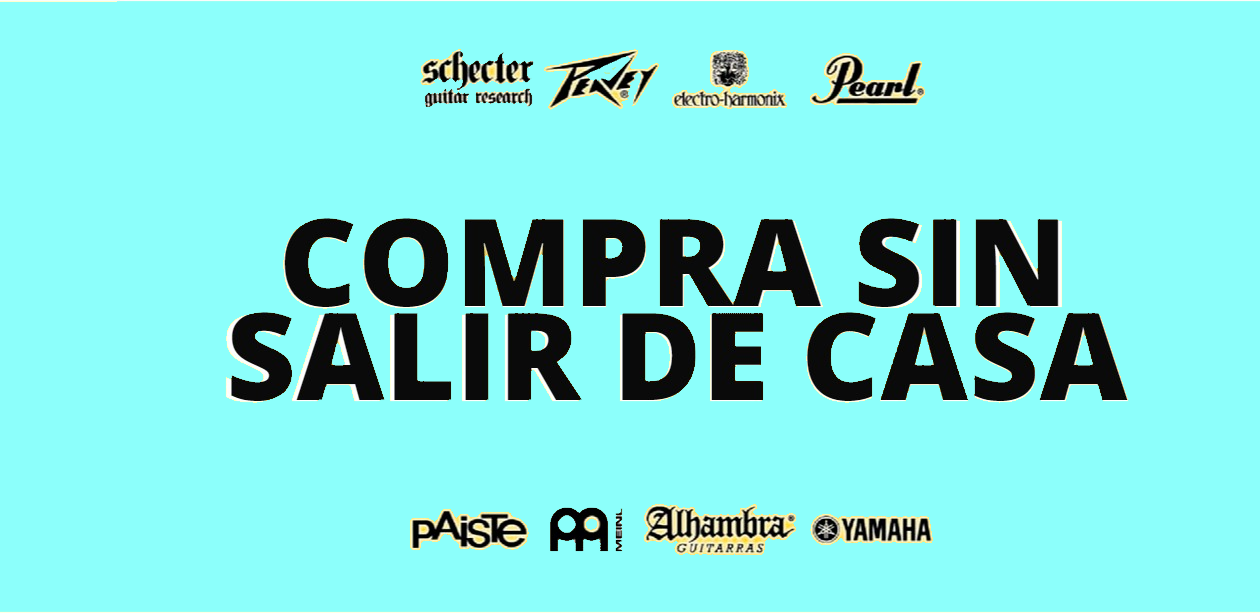 schecter PEAVEY® electro-harmonix Pearl®
guitar research
COMPRA SIN
SALIR DE CASA
PAiSTe MEINL Alhambra® YAMAHA
GUITARRAS